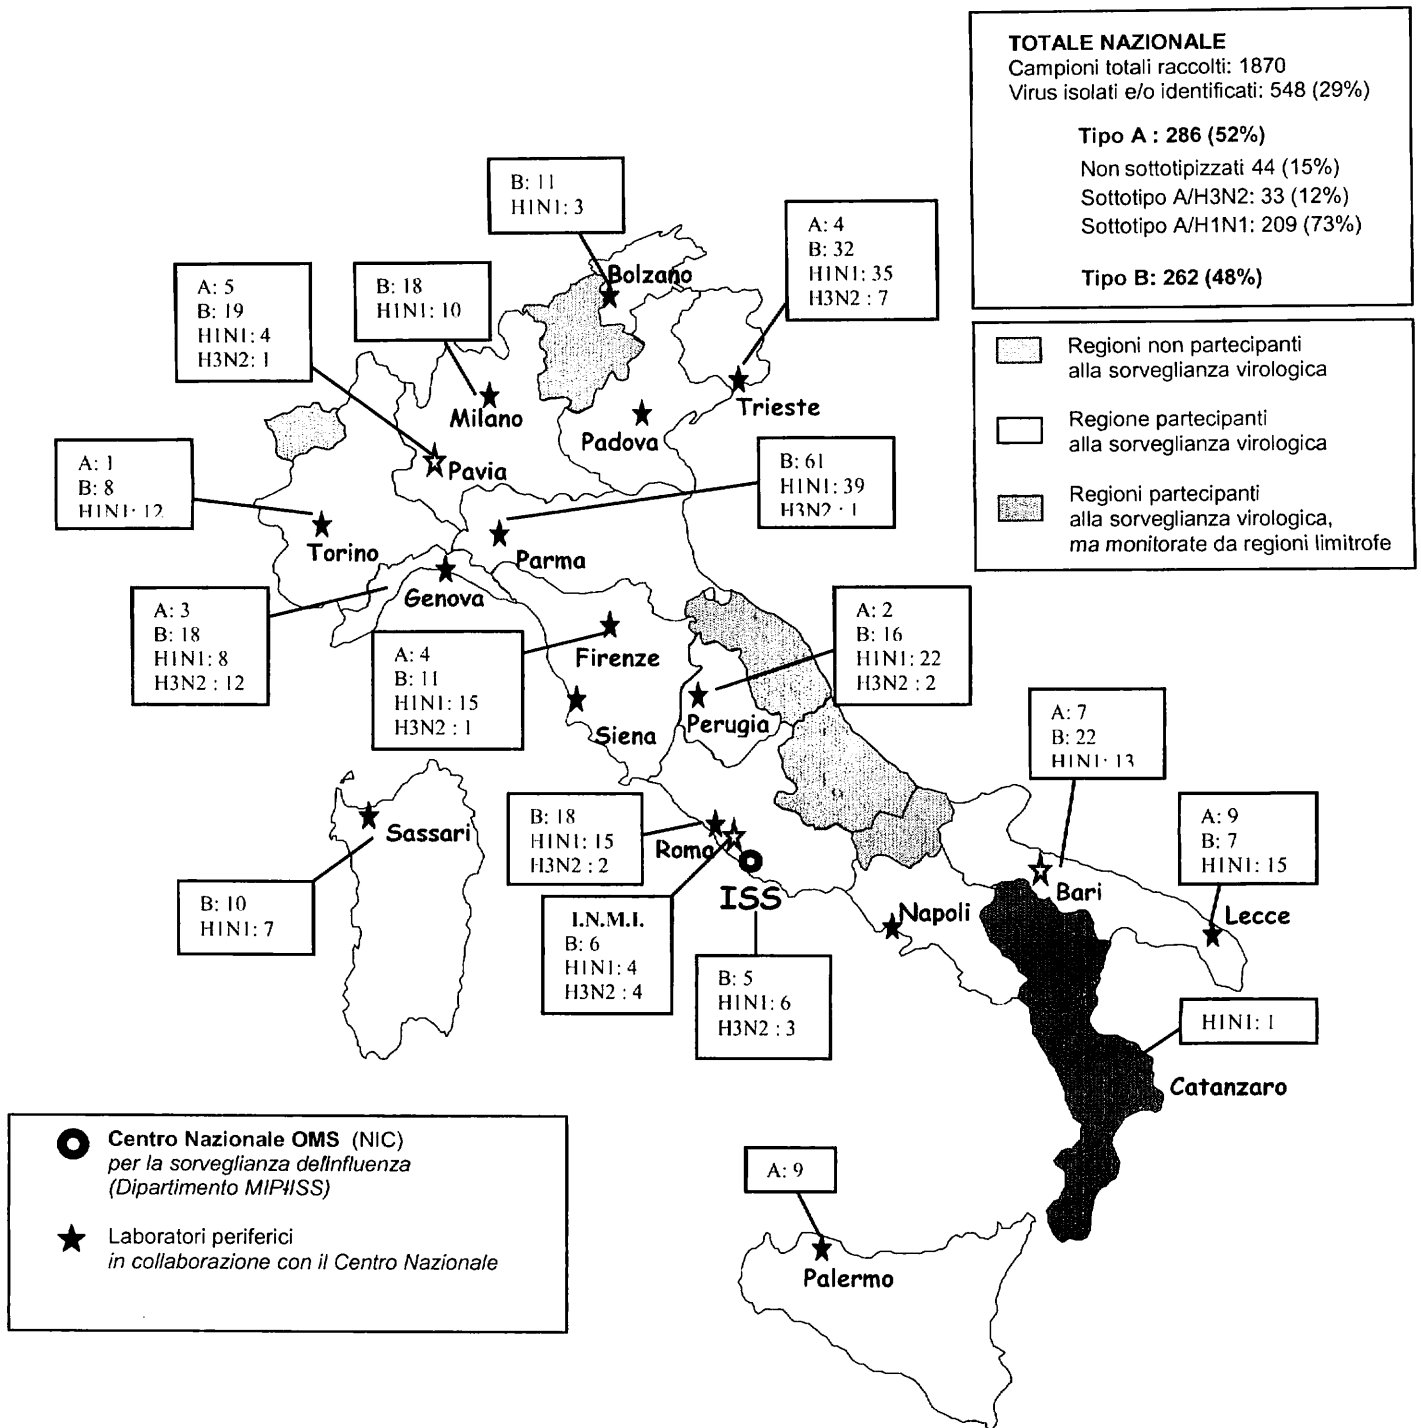 TOTALE NAZIONALE
Campioni totali raccolti: 1870
Virus isolati e/o identificati: 548 (29%)
Tipo A : 286 (52%)
Non sottotipizzati 44 (15%)
Sottotipo A/H3N2: 33 (12%)
Sottotipo A/H1N1: 209 (73%)
Tipo B: 262 (48%)
Regioni non partecipanti
alla sorveglianza virologica
Regione partecipanti
alla sorveglianza virologica
Regioni partecipanti
alla sorveglianza virologica,
ma monitorate da regioni limitrofe
B: 11
H1N1: 3
Bolzano
A: 4
B: 32
H1N1: 35
H3N2 : 7
Trieste
A: 5
B: 19
H1N1: 4
H3N2: 1
Pavia
B: 18
H1N1: 10
Milano
Padova
A: 1
B: 8
H1N1: 12
Torino
B: 61
H1N1: 39
H3N2 : 1
Parma
A: 3
B: 18
H1N1: 8
H3N2 : 12
Genova
A: 4
B: 11
H1N1: 15
H3N2 : 1
Firenze
Siena
A: 2
B: 16
H1N1: 22
H3N2 : 2
Perugia
A: 7
B: 22
H1N1: 13
Bari
A: 9
B: 7
H1N1: 15
Lecce
Sassari
B: 10
H1N1: 7
B: 18
H1N1: 15
H3N2 : 2
Roma
I.N.M.I.
B: 6
H1N1: 4
H3N2 : 4
ISS
B: 5
H1N1: 6
H3N2 : 3
Napoli
H1N1: 1
Catanzaro
A: 9
Palermo
Centro Nazionale OMS (NIC)
per la sorveglianza dell'influenza
(Dipartimento MIPI-ISS)
Laboratori periferici
in collaborazione con il Centro Nazionale